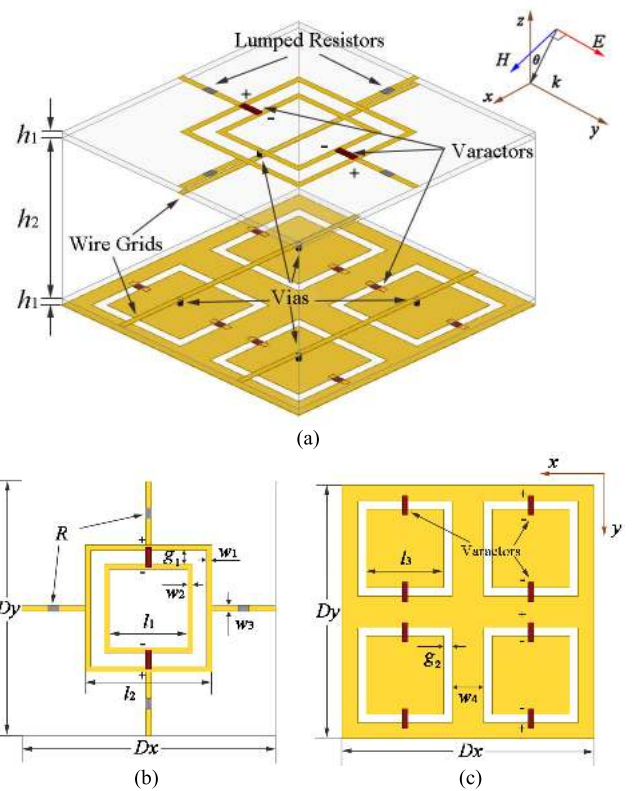 z
Lumped Resistors
H
E
θ
k
x
y
+
-
-
+
h1
Varactors
h2
Wire Grids
Vias
h1
(a)
x
y
R
+
g1
w1
-
w2
Dy
l1
w3
-
+
l2
Dx
(b)
+
-
Varactors
l3
-
+
Dy
+
-
g2
w4
-
+
Dx
(c)